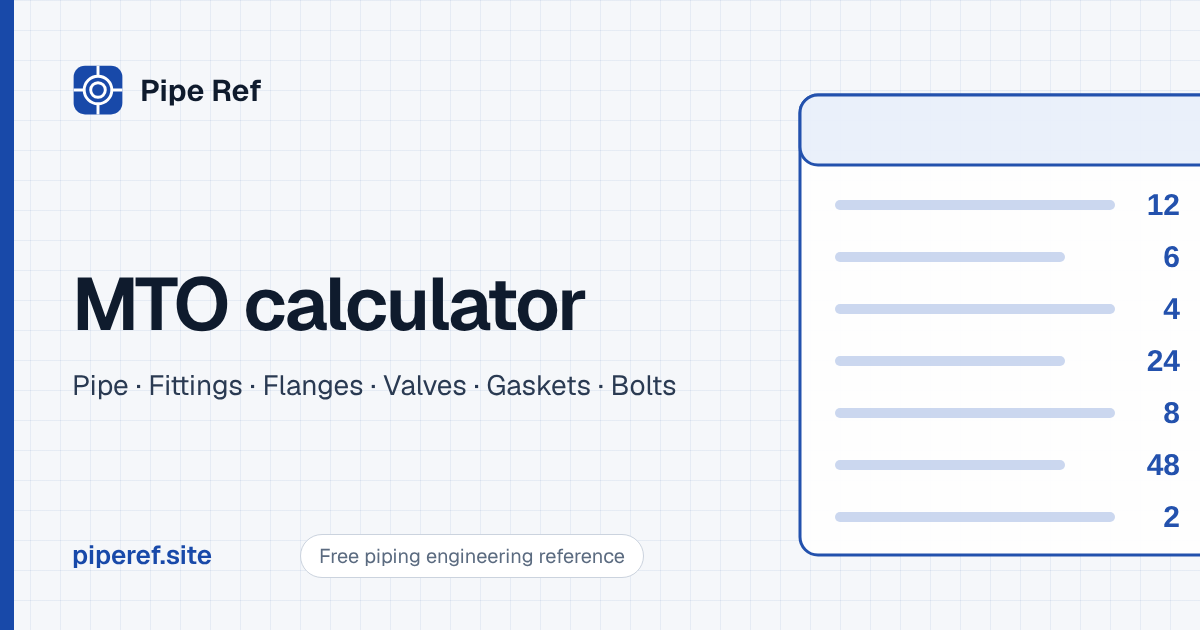 Pipe Ref
MTO calculator
Pipe · Fittings · Flanges · Valves · Gaskets · Bolts
piperef.site
Free piping engineering reference
12
6
4
24
8
48
2